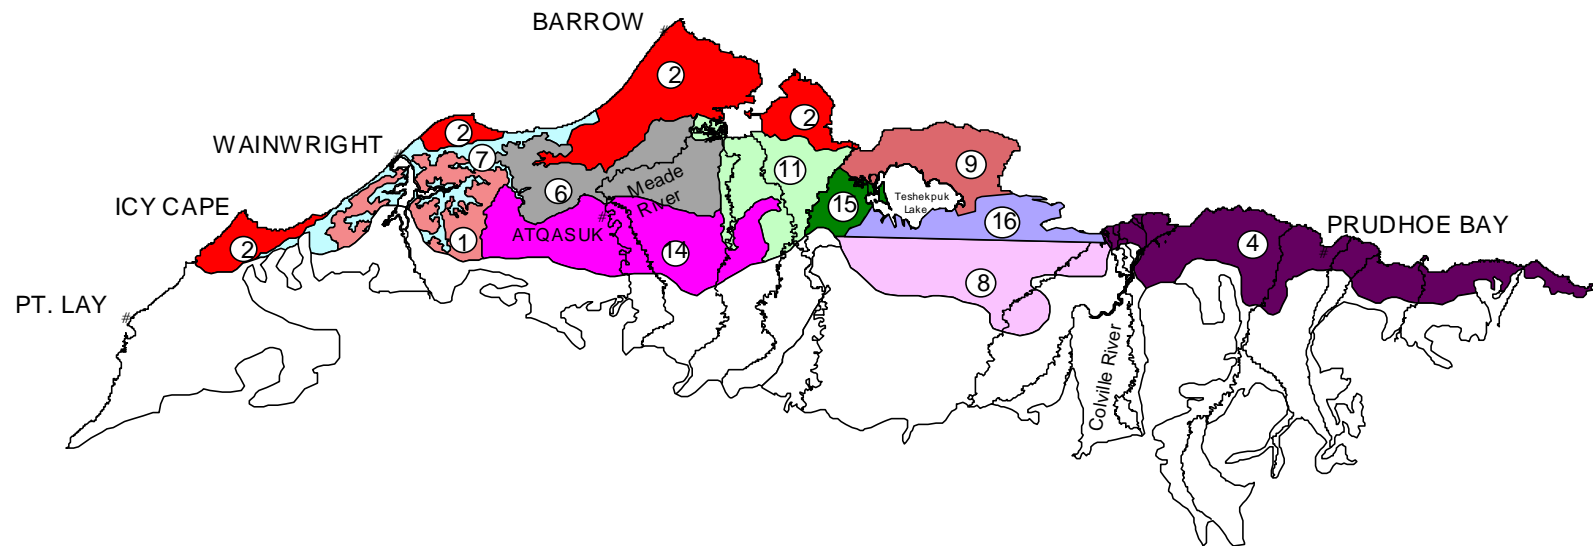 BARROW
2
2
2
WAINWRIGHT
7
11
9
Meade
River
6
Teshekpuk
Lake
ICY CAPE
15
16
PRUDHOE BAY
2
1
ATQASUK
14
4
8
PT. LAY
Colville River